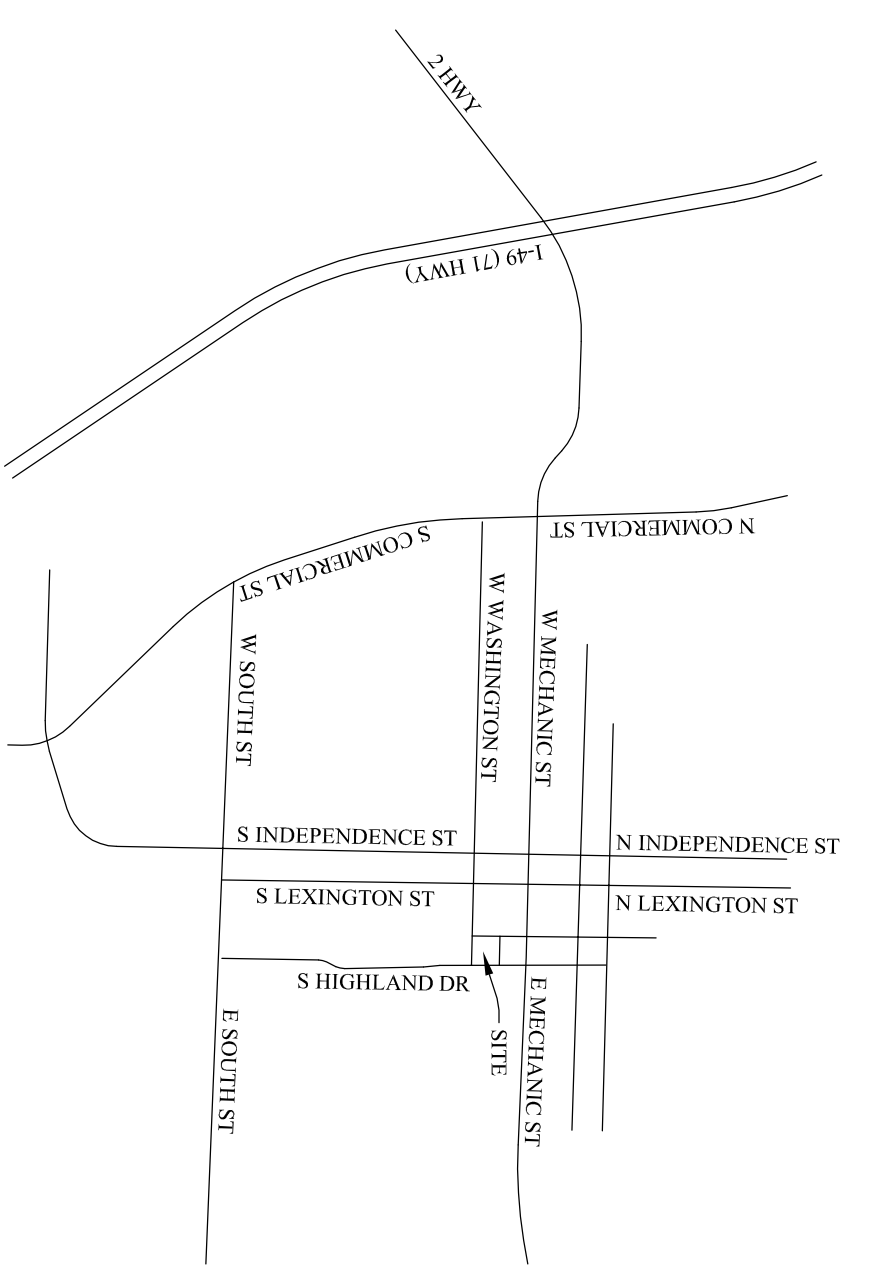 2 HWY
I-49 (71 HWY)
S COMMERCIAL ST
N COMMERCIAL ST
W SOUTH ST
W WASHINGTON ST
W MECHANIC ST
S INDEPENDENCE ST
N INDEPENDENCE ST
S LEXINGTON ST
N LEXINGTON ST
S HIGHLAND DR
E SOUTH ST
SITE
E MECHANIC ST